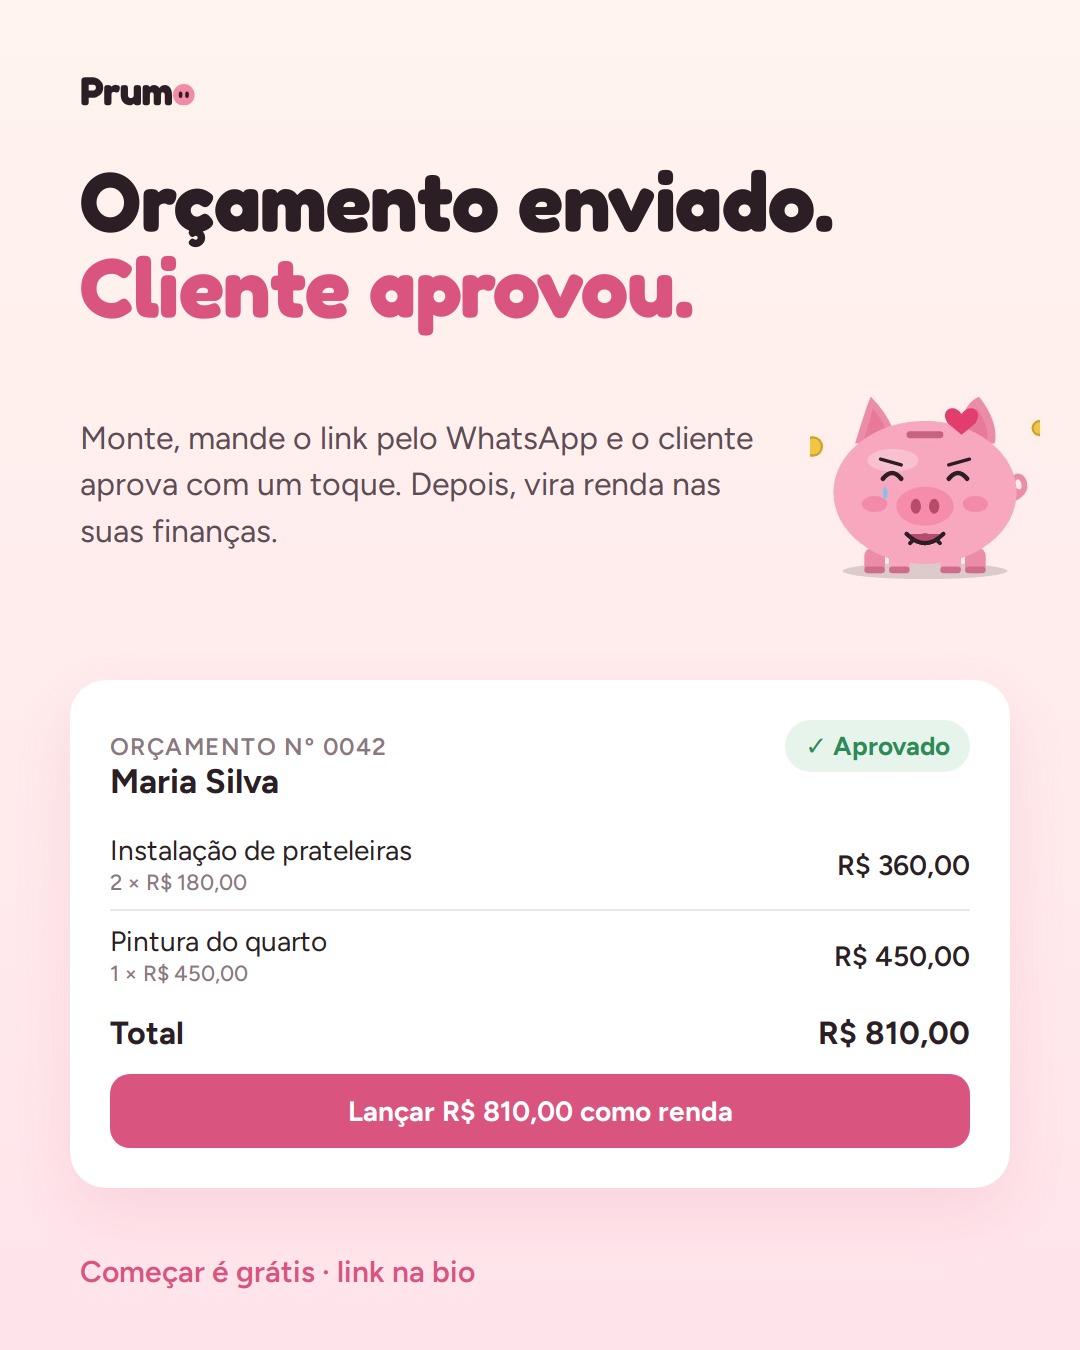 Prumo
Orçamento enviado.
Cliente aprovou.
Monte, mande o link pelo WhatsApp e o cliente
aprova com um toque. Depois, vira renda nas
suas finanças.
ORÇAMENTO Nº 0042
✓ Aprovado
Maria Silva
Instalação de prateleiras
2 × R$ 180,00
R$ 360,00
Pintura do quarto
1 × R$ 450,00
R$ 450,00
Total
R$ 810,00
Lançar R$ 810,00 como renda
Começar é grátis · link na bio